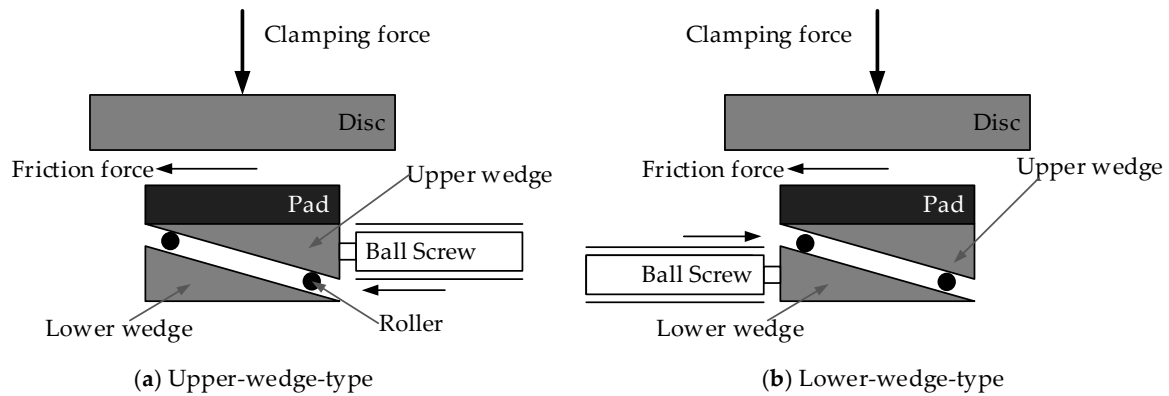 Clamping force
Disc
Friction force
Upper wedge
Pad
Ball Screw
Lower wedge
Roller
(a) Upper-wedge-type
Clamping force
Disc
Friction force
Upper wedge
Pad
Ball Screw
Lower wedge
(b) Lower-wedge-type